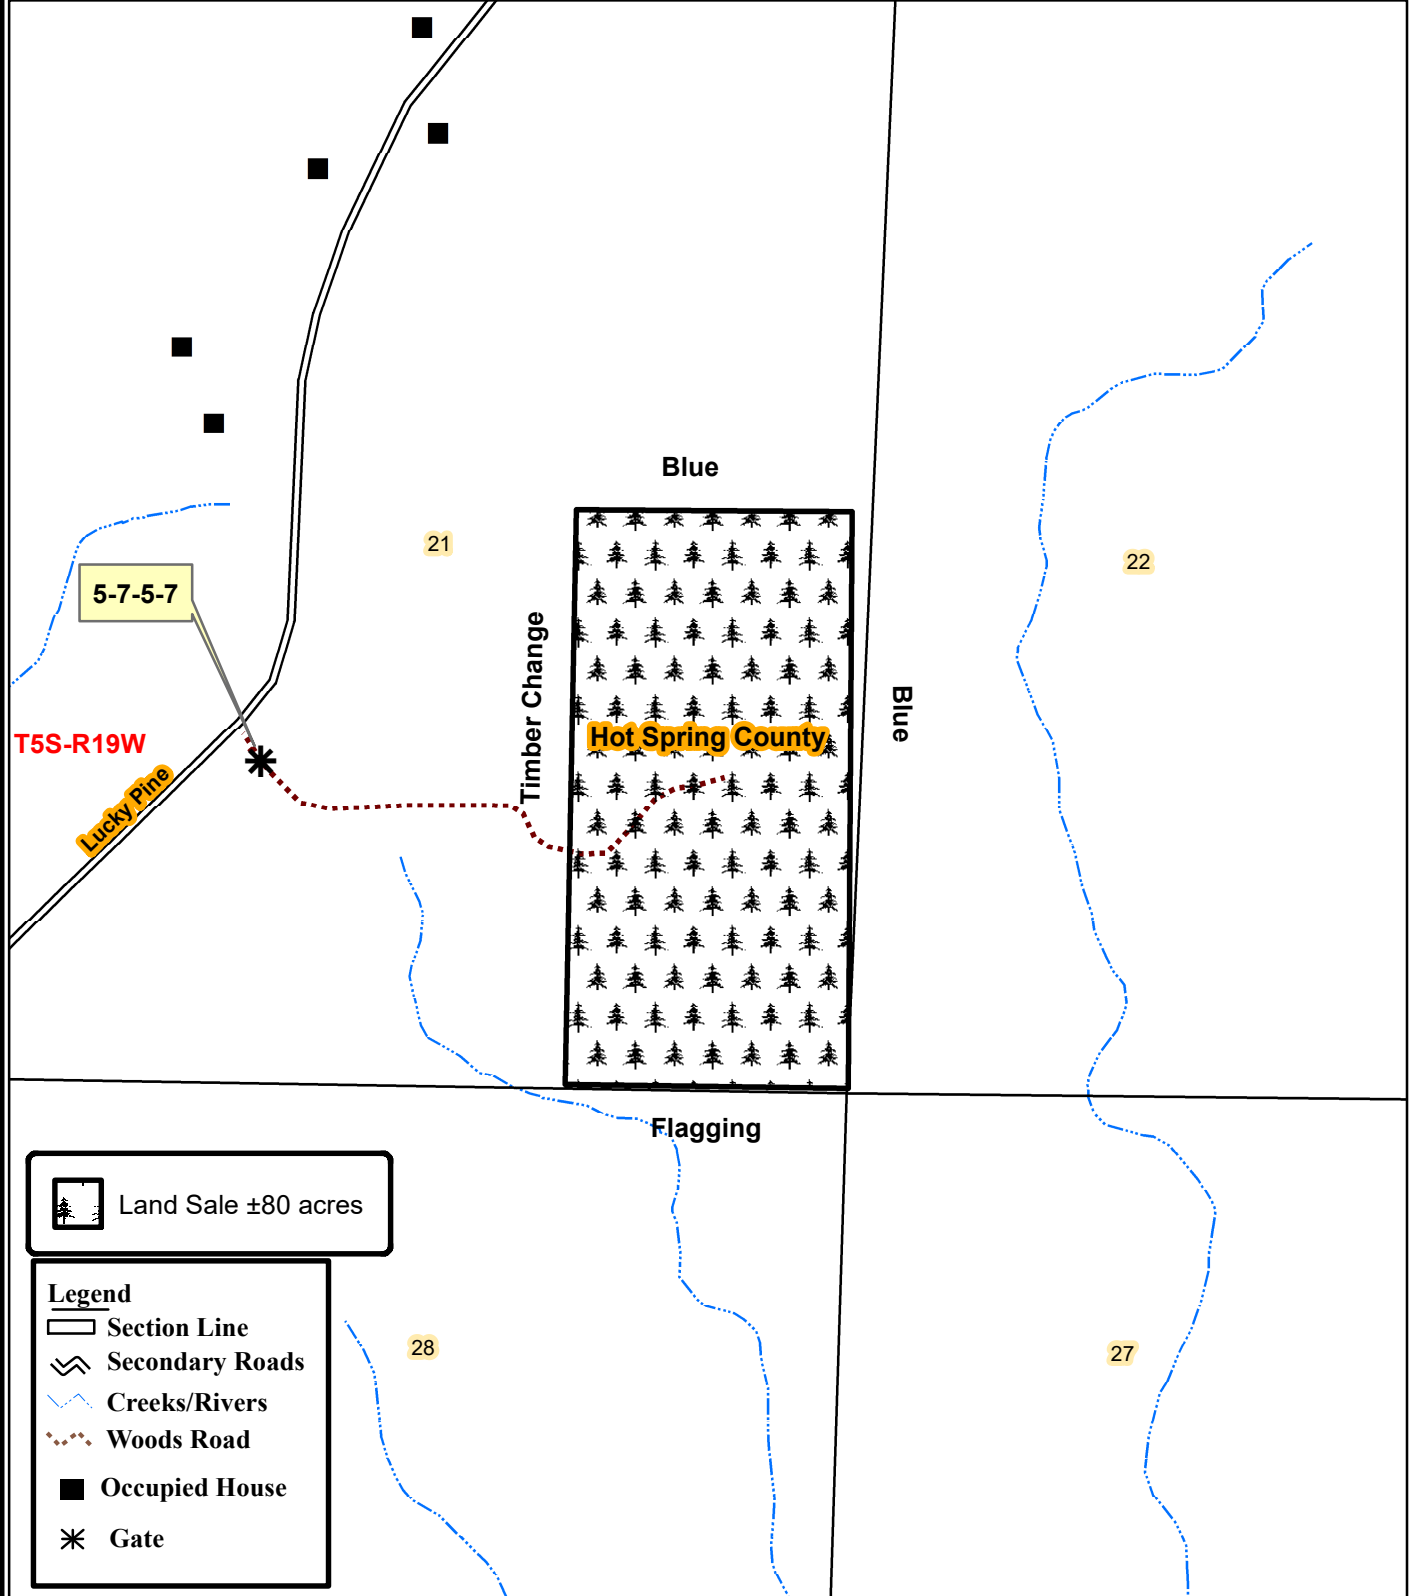 Blue
21
22
5-7-5-7
Timber Change
Blue
Hot Spring County
T5S-R19W
Lucky Pine
Flagging
Land Sale ±80 acres
Legend
Section Line
Secondary Roads
Creeks/Rivers
Woods Road
Occupied House
Gate
28
27